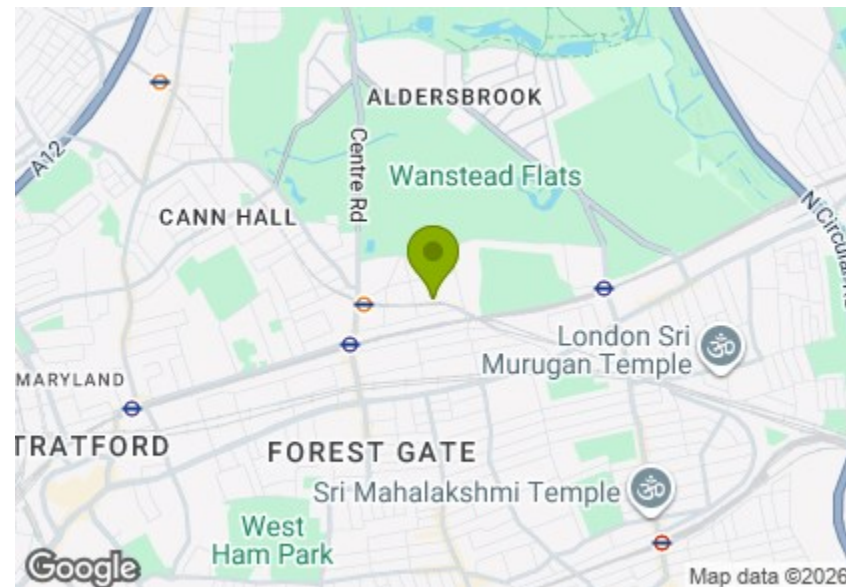 ALDERSBROOK
A12
Centre Rd
Wanstead Flats
CANN HALL
N Circular Rd
London Sri
Murugan Temple
MARYLAND
TRATFORD
FOREST GATE
Sri Mahalakshmi Temple
West
Ham Park
Google
Map data ©2026